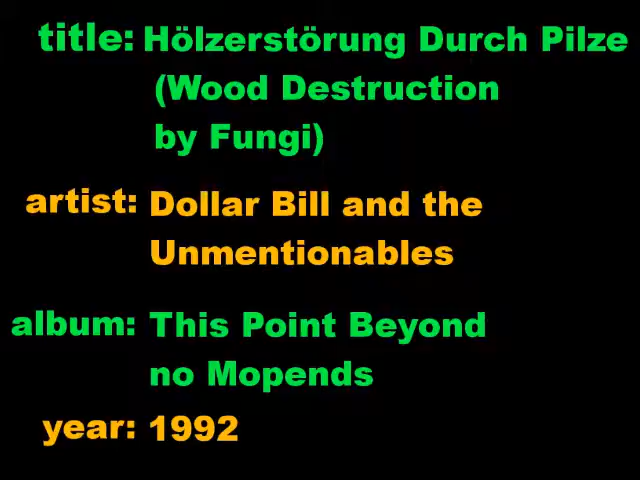 title: Hölzerstörung Durch Pilze
(Wood Destruction
by Fungi)
artist: Dollar Bill and the
Unmentionables
album: This Point Beyond
no Mopends
year: 1992